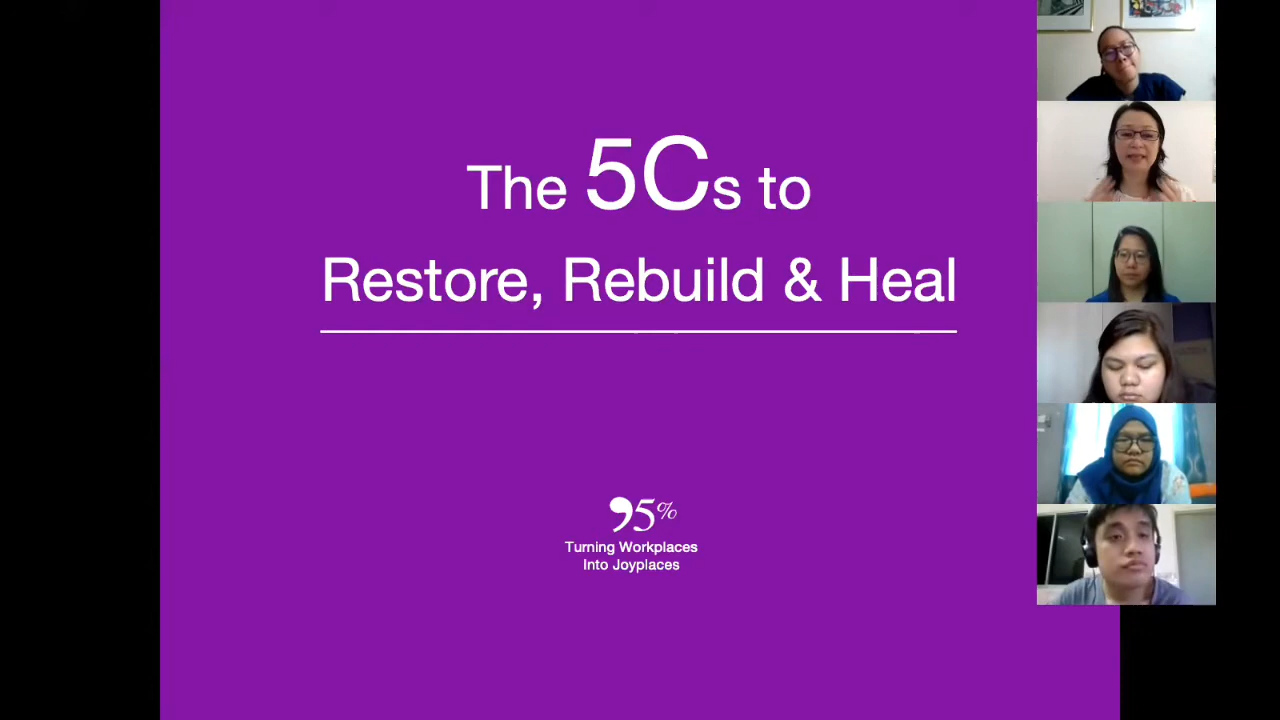 The 5Cs to
Restore, Rebuild & Heal
95%
Turning Workplaces
Into Joyplaces